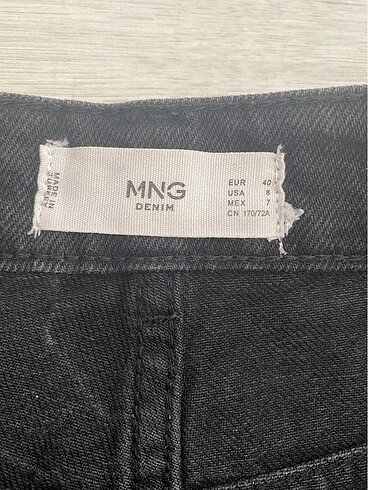 MADE IN
TURKEY
MNG
DENIM
EUR 40
USA 8
MEX 7
CN 170/72A